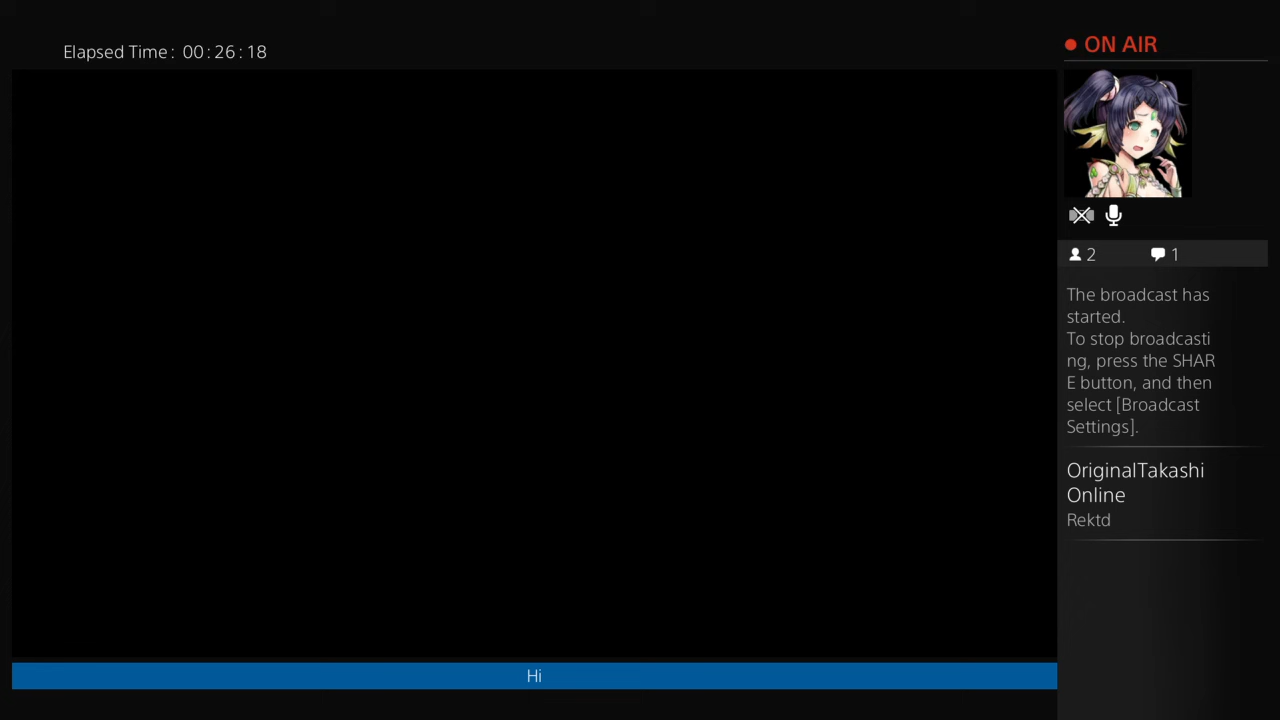 Elapsed Time: 00:26:18
ON AIR
2 1
The broadcast has
started.
To stop broadcasti
ng, press the SHAR
E button, and then
select [Broadcast
Settings].
OriginalTakashi
Online
Rektd
Hi